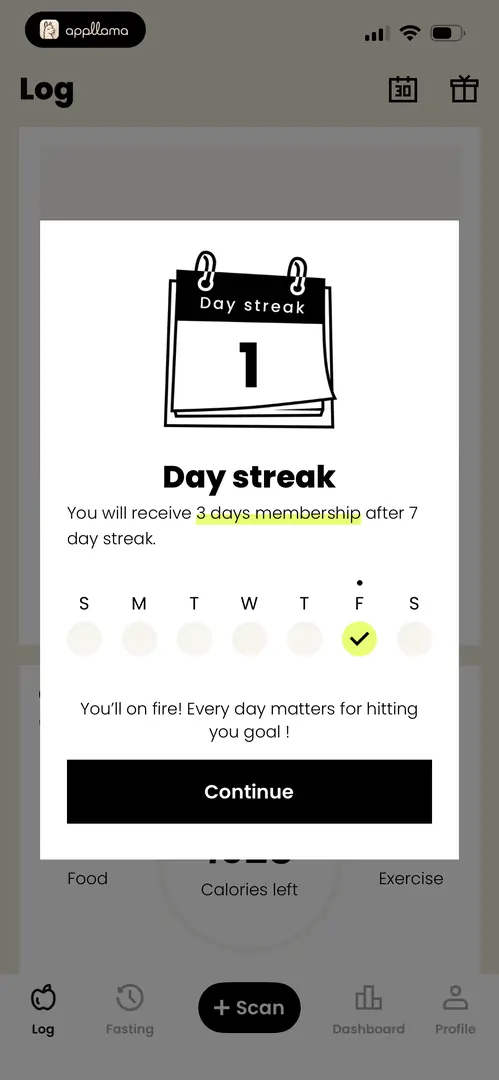 appllama
Log
30
Day streak
1
Day streak
You will receive 3 days membership after 7
day streak.
S M T W T F S
You'll on fire! Every day matters for hitting
you goal !
Continue
Food
Calories left
Exercise
Log
Fasting
+ Scan
Dashboard
Profile